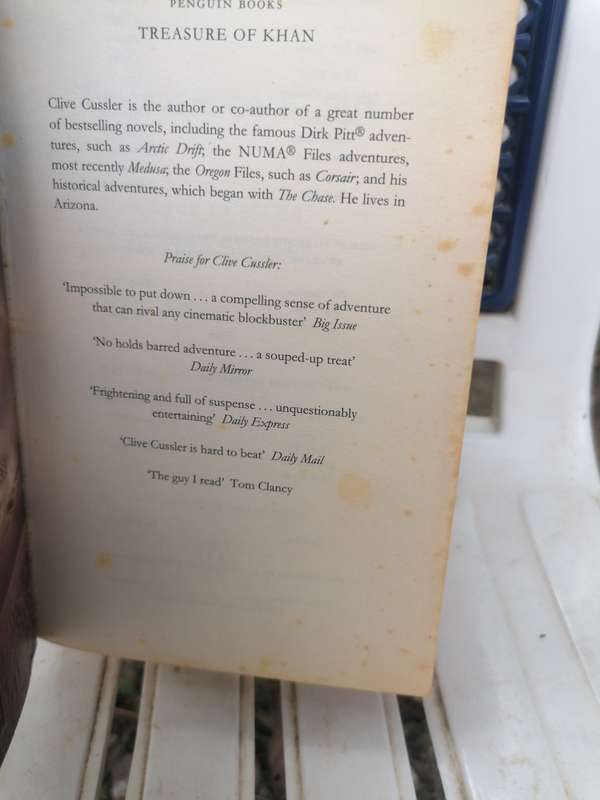 PENGUIN BOOKS
TREASURE OF KHAN
Clive Cussler is the author or co-author of a great number
of bestselling novels, including the famous Dirk Pitt® adven-
tures, such as Arctic Drift; the NUMA® Files adventures,
most recently Medusa; the Oregon Files, such as Corsair; and his
historical adventures, which began with The Chase. He lives in
Arizona.
Praise for Clive Cussler:
'Impossible to put down . . . a compelling sense of adventure
that can rival any cinematic blockbuster' Big Issue
'No holds barred adventure . . . a souped-up treat'
Daily Mirror
'Frightening and full of suspense . . . unquestionably
entertaining' Daily Express
'Clive Cussler is hard to beat' Daily Mail
'The guy I read' Tom Clancy